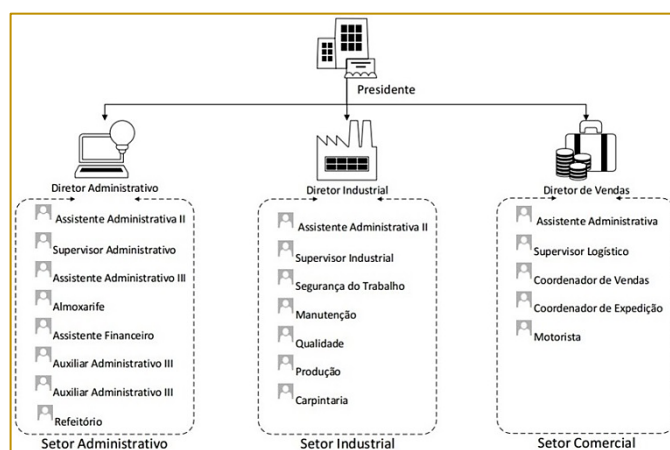 Presidente
Diretor Administrativo
Assistente Administrativa II
Supervisor Administrativo
Assistente Administrativo III
Almoxarife
Assistente Financeiro
Auxiliar Administrativo III
Auxiliar Administrativo III
Refeitório
Setor Administrativo
Diretor Industrial
Assistente Administrativa II
Supervisor Industrial
Segurança do Trabalho
Manutenção
Qualidade
Produção
Carpintaria
Setor Industrial
Diretor de Vendas
Assistente Administrativa
Supervisor Logístico
Coordenador de Vendas
Coordenador de Expedição
Motorista
Setor Comercial